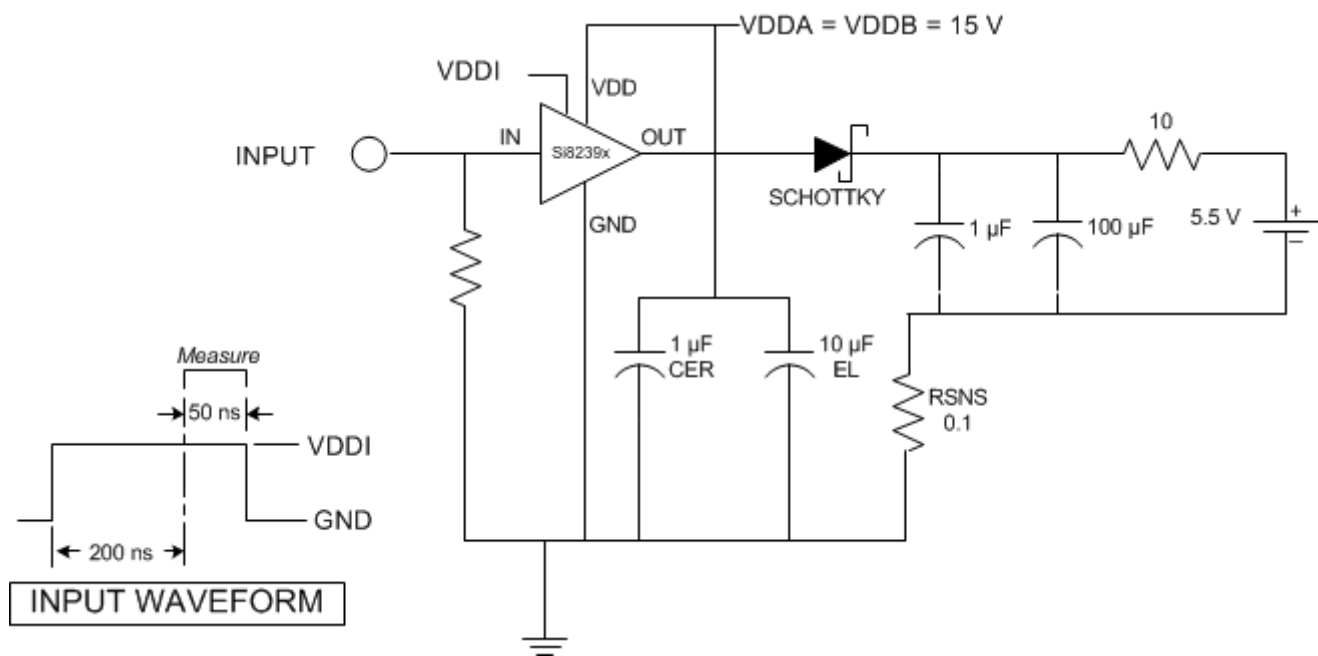 VDDA = VDDB = 15 V
VDDI
VDD
10
INPUT
IN
Si8239x
OUT
SCHOTTKY
GND
1 µF
100 µF
5.5 V
+
–
1 µF
CER
10 µF
EL
RSNS
0.1
Measure
50 ns
VDDI
GND
200 ns
INPUT WAVEFORM